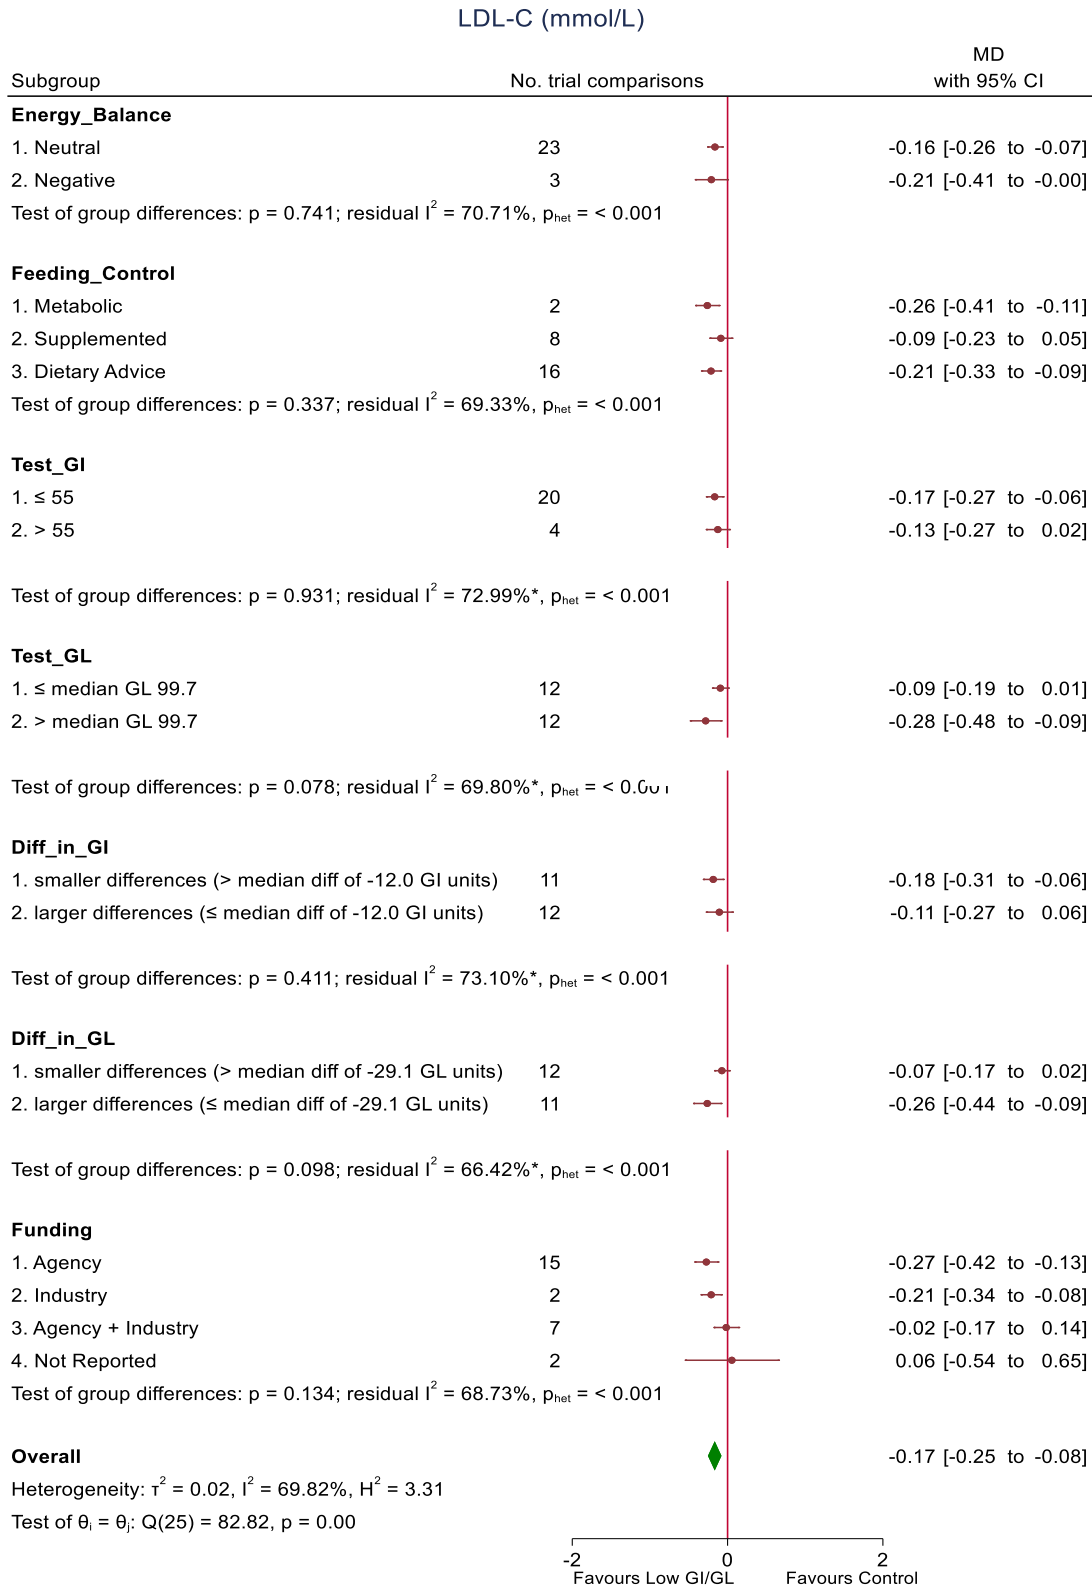 LDL-C (mmol/L)
MD
Subgroup No. trial comparisons with 95% CI
Energy_Balance
1. Neutral 23 -0.16 [-0.26 to -0.07]
2. Negative 3 -0.21 [-0.41 to -0.00]
Test of group differences: p = 0.741; residual I² = 70.71%, phet = < 0.001
Feeding_Control
1. Metabolic 2 -0.26 [-0.41 to -0.11]
2. Supplemented 8 -0.09 [-0.23 to 0.05]
3. Dietary Advice 16 -0.21 [-0.33 to -0.09]
Test of group differences: p = 0.337; residual I² = 69.33%, phet = < 0.001
Test_GI
1. ≤ 55 20 -0.17 [-0.27 to -0.06]
2. > 55 4 -0.13 [-0.27 to 0.02]
Test of group differences: p = 0.931; residual I² = 72.99%*, phet = < 0.001
Test_GL
1. ≤ median GL 99.7 12 -0.09 [-0.19 to 0.01]
2. > median GL 99.7 12 -0.28 [-0.48 to -0.09]
Test of group differences: p = 0.078; residual I² = 69.80%*, phet = < 0.001
Diff_in_GI
1. smaller differences (> median diff of -12.0 GI units) 11 -0.18 [-0.31 to -0.06]
2. larger differences (≤ median diff of -12.0 GI units) 12 -0.11 [-0.27 to 0.06]
Test of group differences: p = 0.411; residual I² = 73.10%*, phet = < 0.001
Diff_in_GL
1. smaller differences (> median diff of -29.1 GL units) 12 -0.07 [-0.17 to 0.02]
2. larger differences (≤ median diff of -29.1 GL units) 11 -0.26 [-0.44 to -0.09]
Test of group differences: p = 0.098; residual I² = 66.42%*, phet = < 0.001
Funding
1. Agency 15 -0.27 [-0.42 to -0.13]
2. Industry 2 -0.21 [-0.34 to -0.08]
3. Agency + Industry 7 -0.02 [-0.17 to 0.14]
4. Not Reported 2 0.06 [-0.54 to 0.65]
Test of group differences: p = 0.134; residual I² = 68.73%, phet = < 0.001
Overall -0.17 [-0.25 to -0.08]
Heterogeneity: τ² = 0.02, I² = 69.82%, H² = 3.31
Test of θᵢ = θⱼ: Q(25) = 82.82, p = 0.00
-2 0 2
Favours Low GI/GL Favours Control